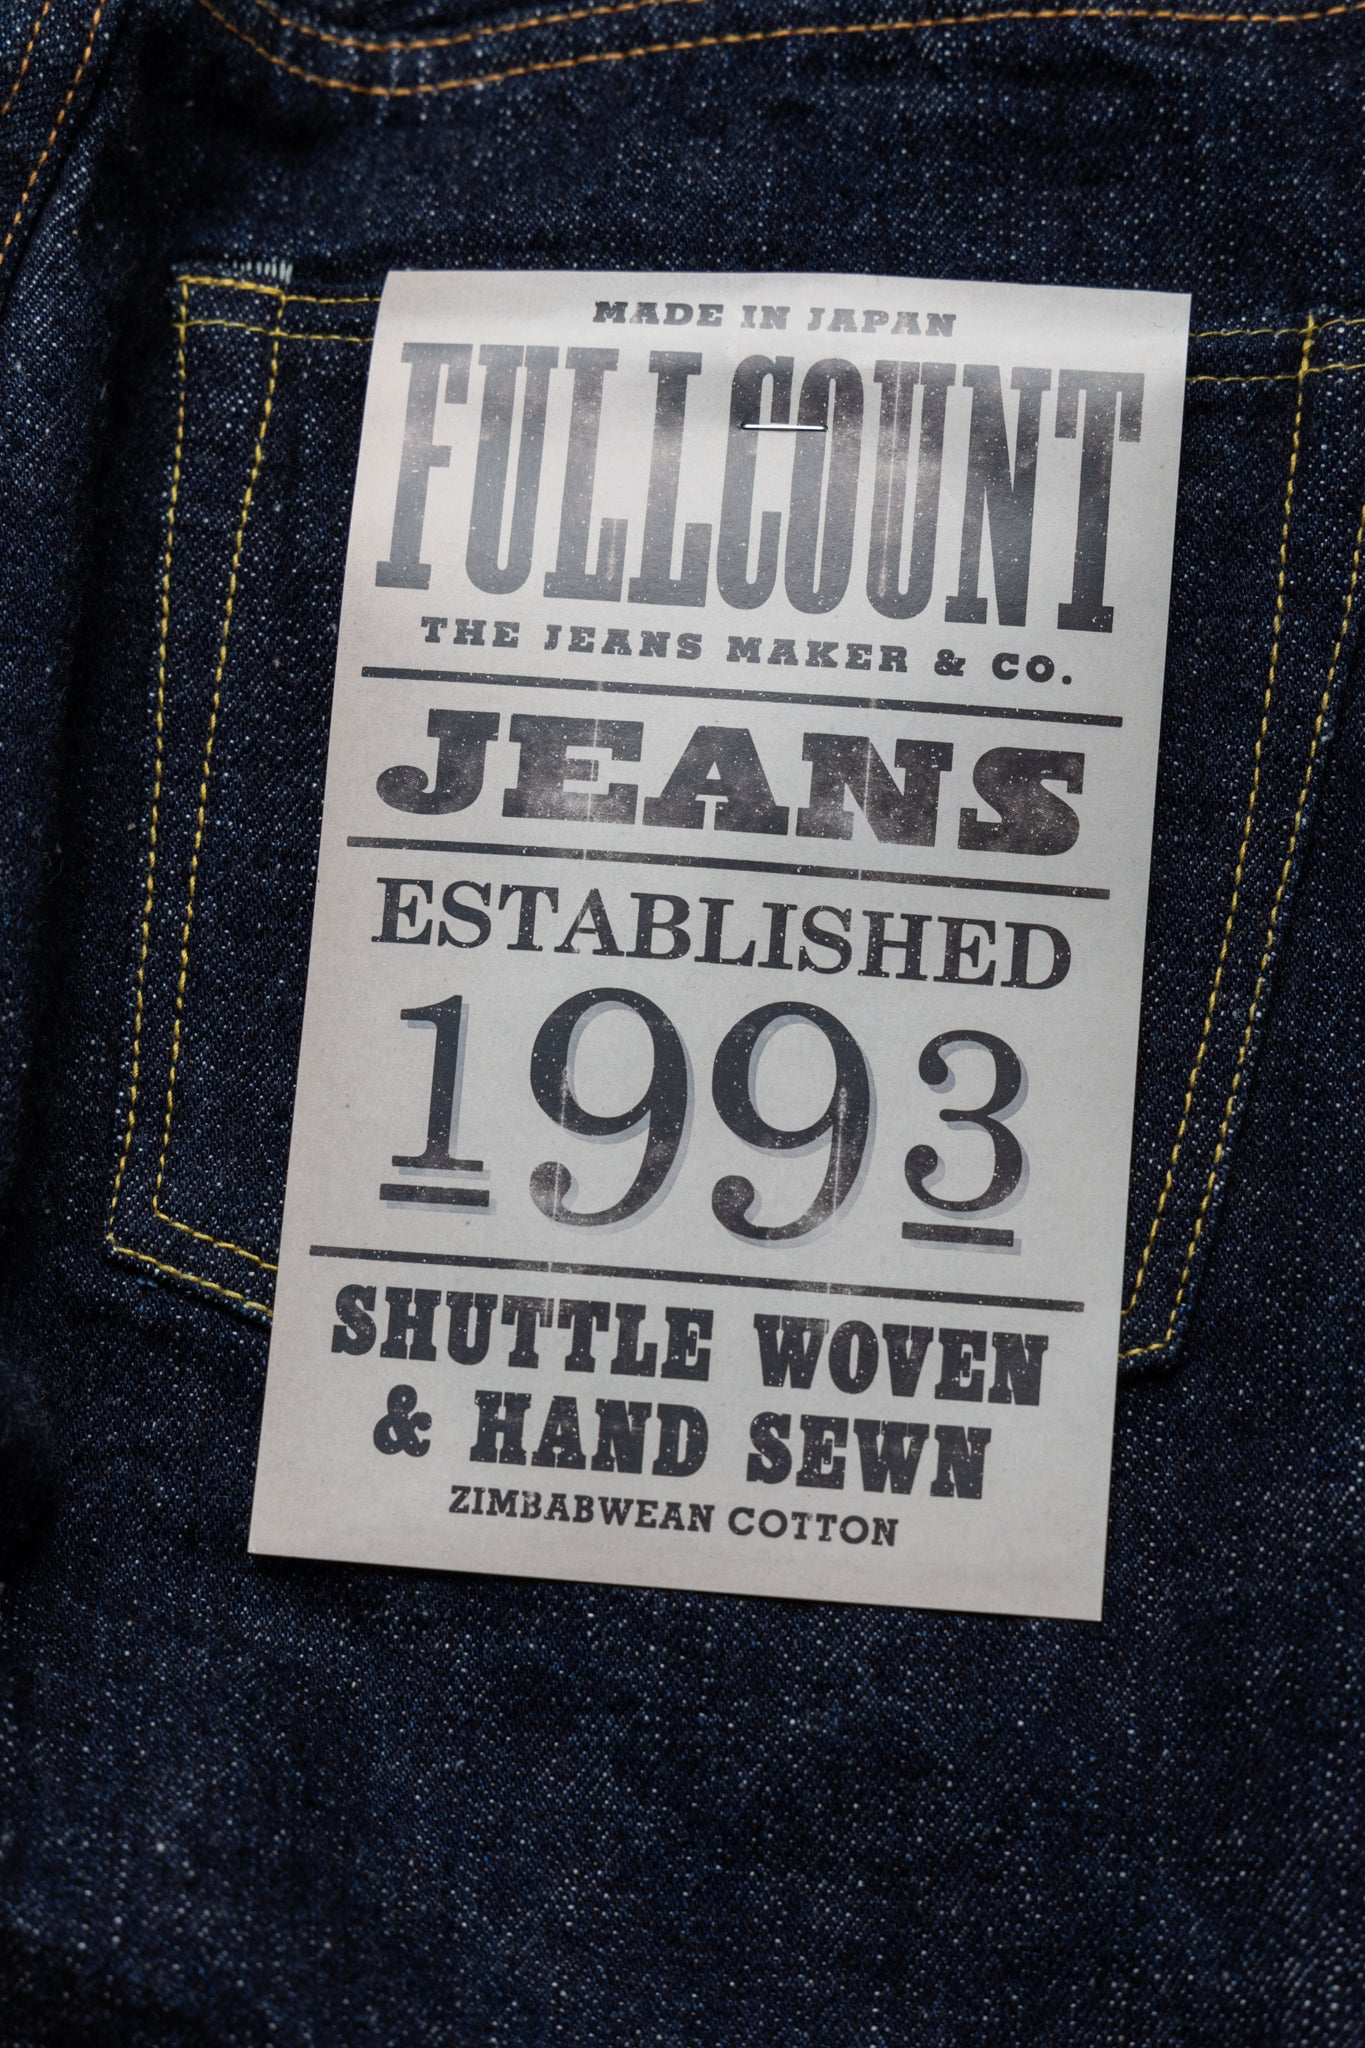 MADE IN JAPAN
FULLCOUNT
THE JEANS MAKER & CO.
JEANS
ESTABLISHED
1993
SHUTTLE WOVEN
& HAND SEWN
ZIMBABWEAN COTTON